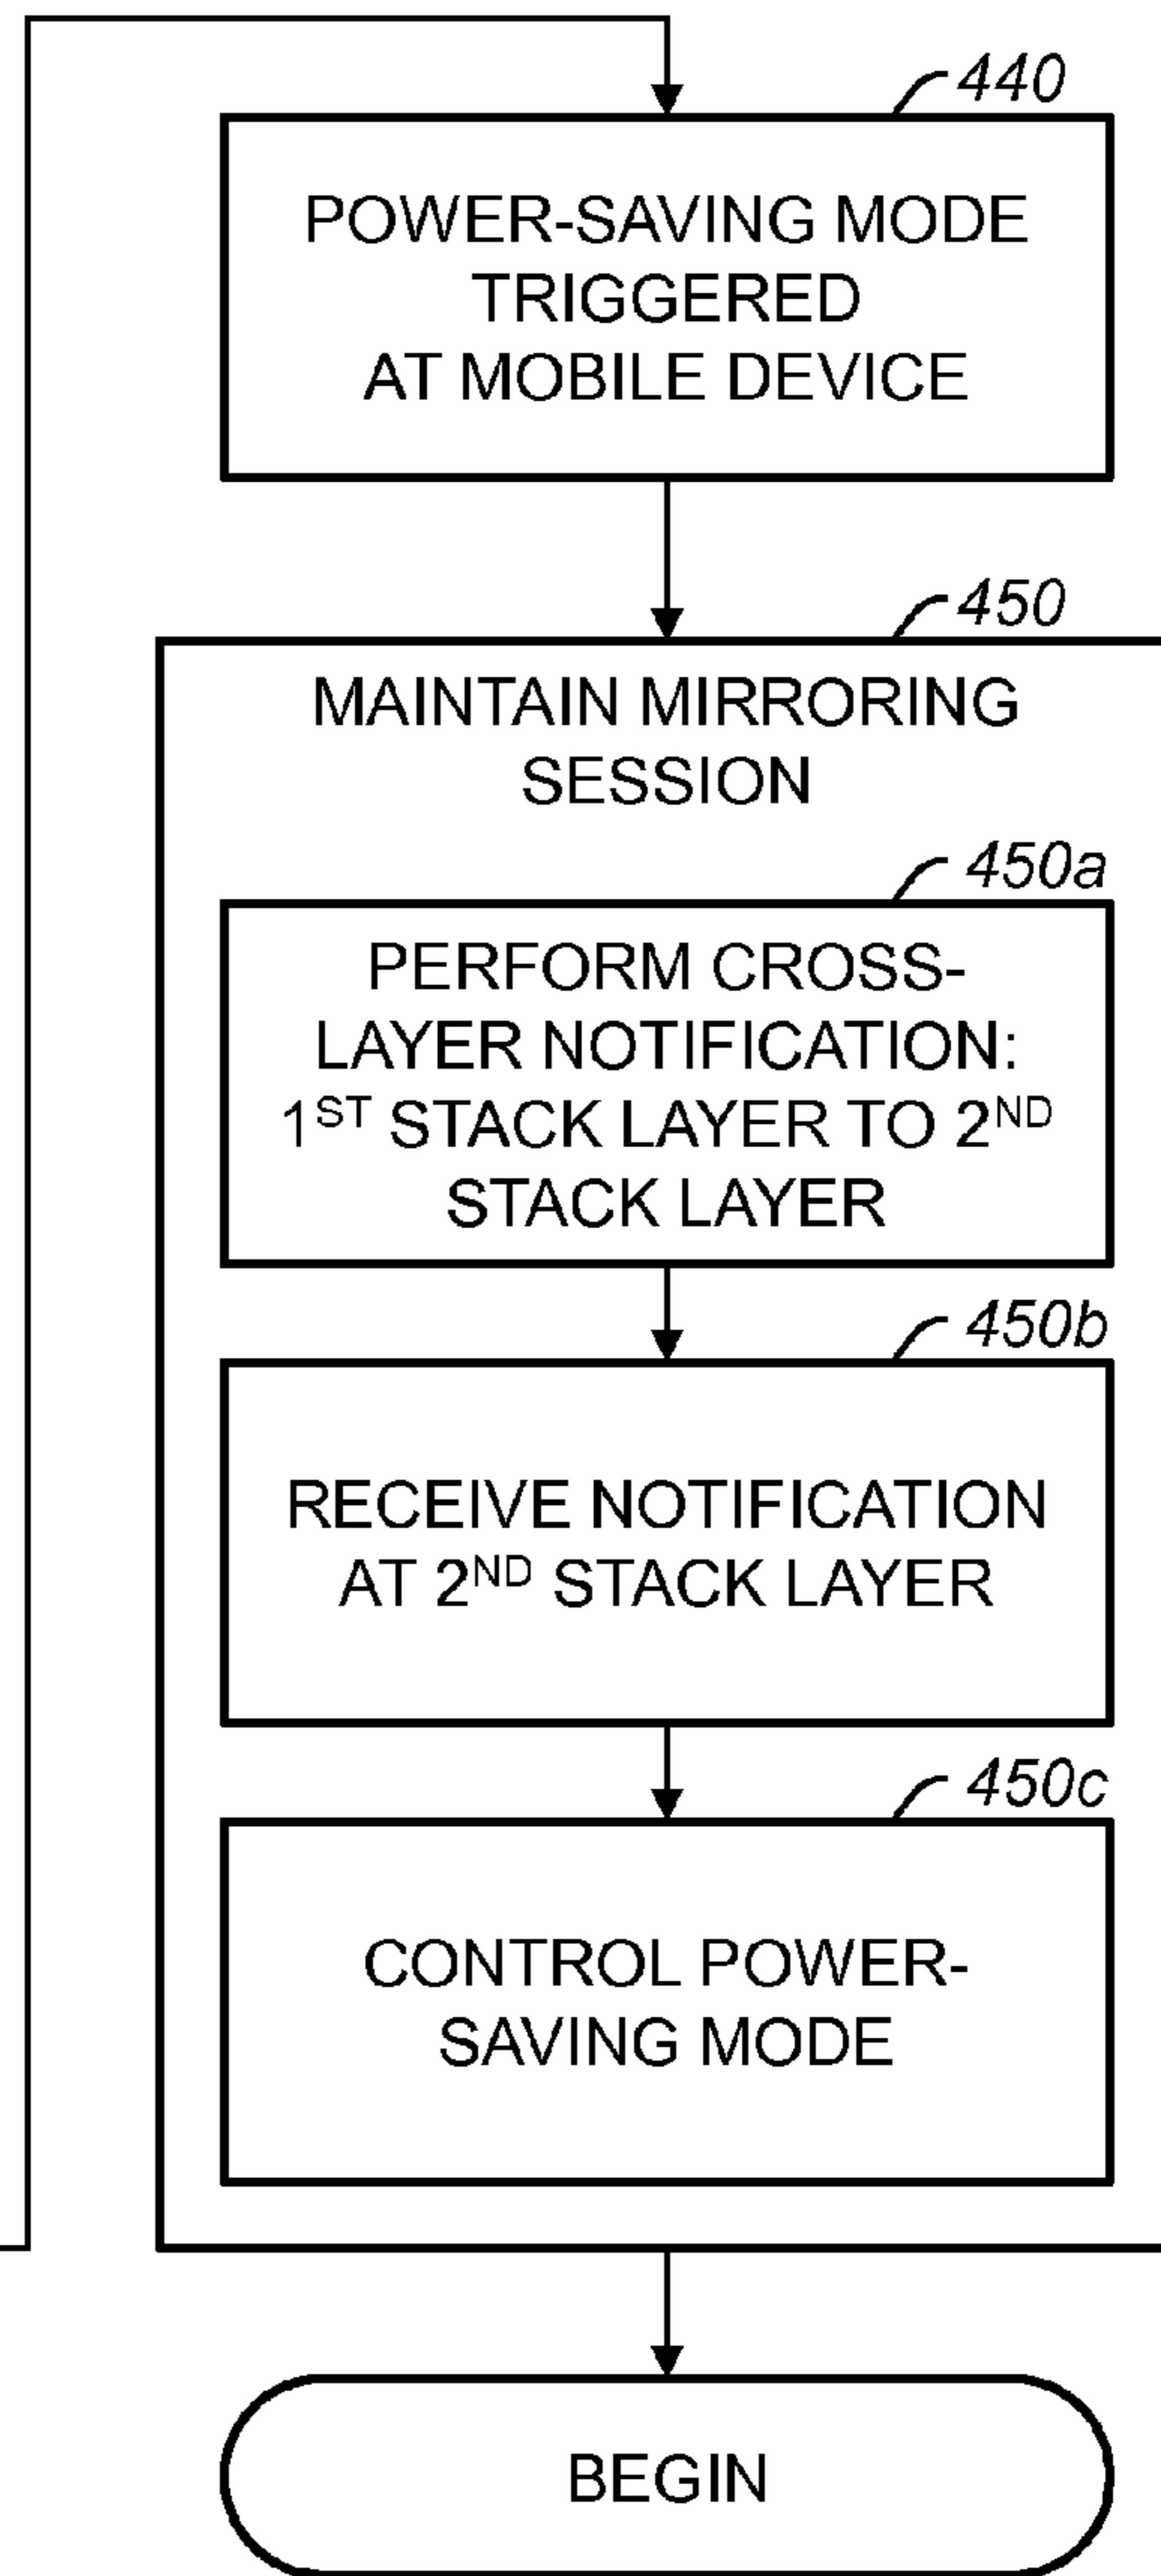 440
POWER-SAVING MODE
TRIGGERED
AT MOBILE DEVICE
450
MAINTAIN MIRRORING
SESSION
450a
PERFORM CROSS-
LAYER NOTIFICATION:
1ST STACK LAYER TO 2ND
STACK LAYER
450b
RECEIVE NOTIFICATION
AT 2ND STACK LAYER
450c
CONTROL POWER-
SAVING MODE
BEGIN